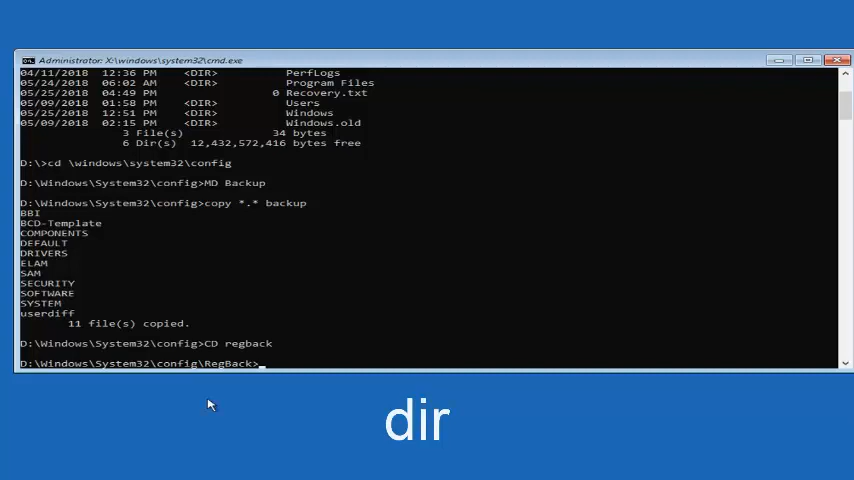 Administrator: X:\windows\system32\cmd.exe
04/11/2018  12:36 PM    <DIR>          PerfLogs
05/24/2018  06:02 AM    <DIR>          Program Files
05/25/2018  04:49 PM                 0 Recovery.txt
05/09/2018  01:58 PM    <DIR>          Users
05/25/2018  12:51 PM    <DIR>          Windows
05/09/2018  02:15 PM    <DIR>          Windows.old
3 File(s)             34 bytes
6 Dir(s)  12,432,572,416 bytes free
D:\>cd \windows\system32\config
D:\Windows\System32\config>MD Backup
D:\Windows\System32\config>copy *.* backup
BBI
BCD-Template
COMPONENTS
DEFAULT
DRIVERS
ELAM
SAM
SECURITY
SOFTWARE
SYSTEM
userdiff
11 file(s) copied.
D:\Windows\System32\config>CD regback
D:\Windows\System32\config\RegBack>_
dir